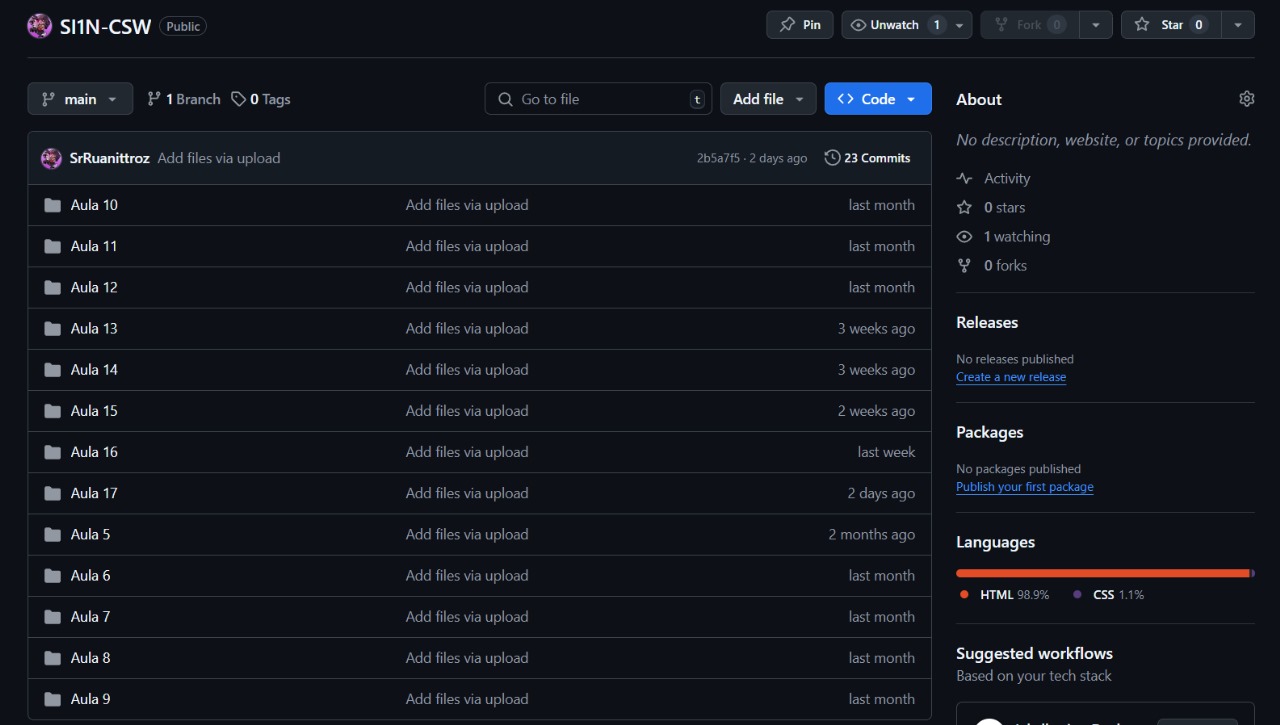 SI1N-CSW Public
Pin Unwatch 1 Fork 0 Star 0
main 1 Branch 0 Tags Go to file t Add file Code
SrRuanittroz Add files via upload 2b5a7f5 · 2 days ago 23 Commits
Aula 10 Add files via upload last month
Aula 11 Add files via upload last month
Aula 12 Add files via upload last month
Aula 13 Add files via upload 3 weeks ago
Aula 14 Add files via upload 3 weeks ago
Aula 15 Add files via upload 2 weeks ago
Aula 16 Add files via upload last week
Aula 17 Add files via upload 2 days ago
Aula 5 Add files via upload 2 months ago
Aula 6 Add files via upload last month
Aula 7 Add files via upload last month
Aula 8 Add files via upload last month
Aula 9 Add files via upload last month
About
No description, website, or topics provided.
Activity
0 stars
1 watching
0 forks
Releases
No releases published
Create a new release
Packages
No packages published
Publish your first package
Languages
HTML 98.9% CSS 1.1%
Suggested workflows
Based on your tech stack